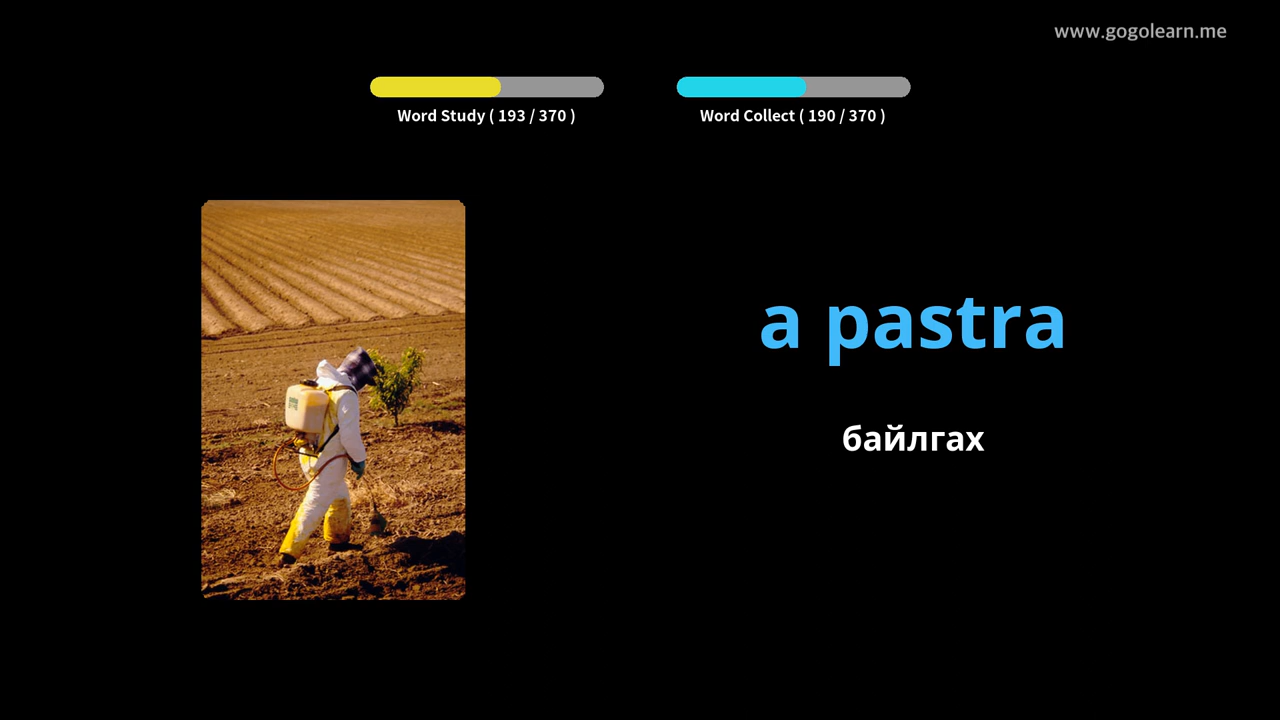 www.gogolearn.me
Word Study ( 193 / 370 )
Word Collect ( 190 / 370 )
a pastra
байлгах